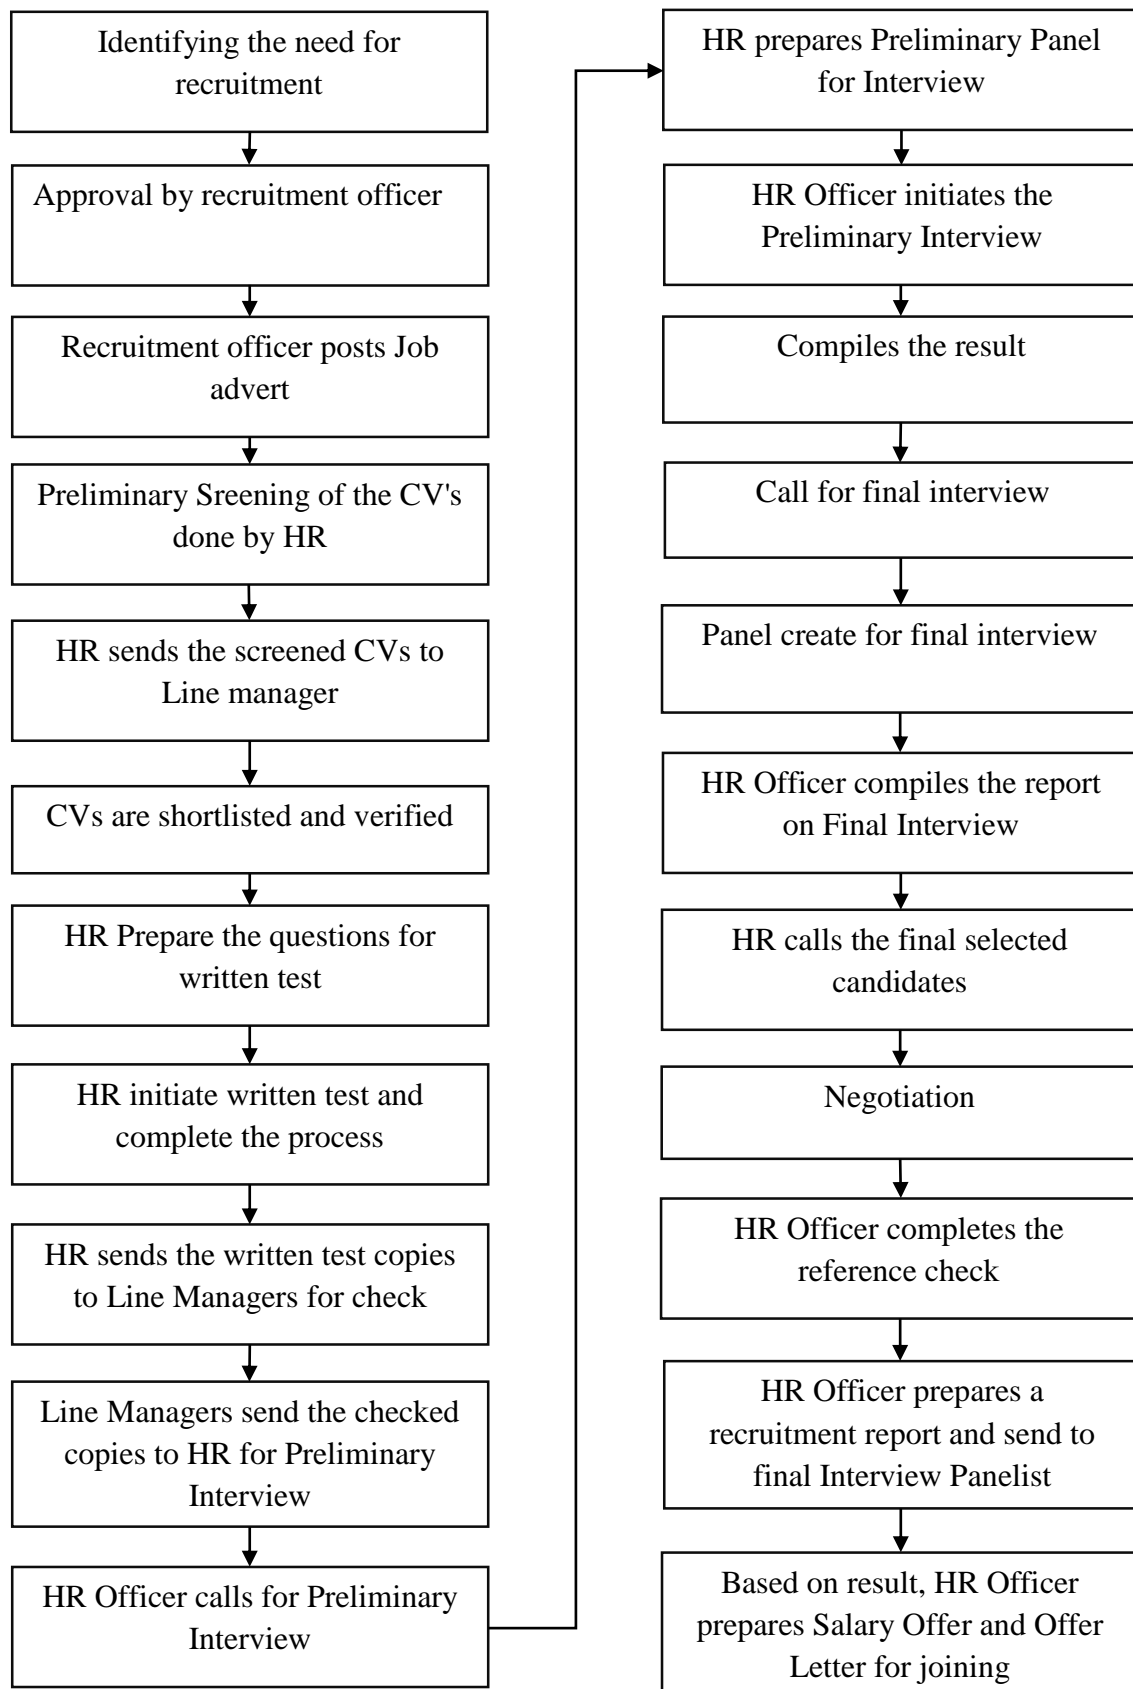 Identifying the need for
recruitment
Approval by recruitment officer
Recruitment officer posts Job
advert
Preliminary Sreening of the CV's
done by HR
HR sends the screened CVs to
Line manager
CVs are shortlisted and verified
HR Prepare the questions for
written test
HR initiate written test and
complete the process
HR sends the written test copies
to Line Managers for check
Line Managers send the checked
copies to HR for Preliminary
Interview
HR Officer calls for Preliminary
Interview
HR prepares Preliminary Panel
for Interview
HR Officer initiates the
Preliminary Interview
Compiles the result
Call for final interview
Panel create for final interview
HR Officer compiles the report
on Final Interview
HR calls the final selected
candidates
Negotiation
HR Officer completes the
reference check
HR Officer prepares a
recruitment report and send to
final Interview Panelist
Based on result, HR Officer
prepares Salary Offer and Offer
Letter for joining